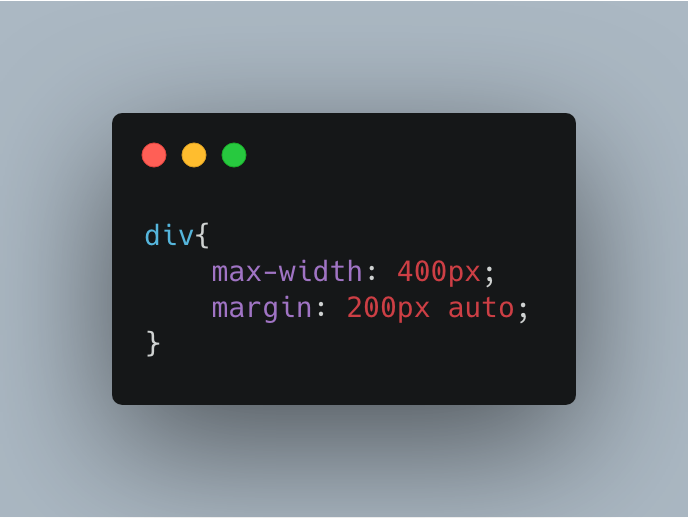 div{
    max-width: 400px;
    margin: 200px auto;
}